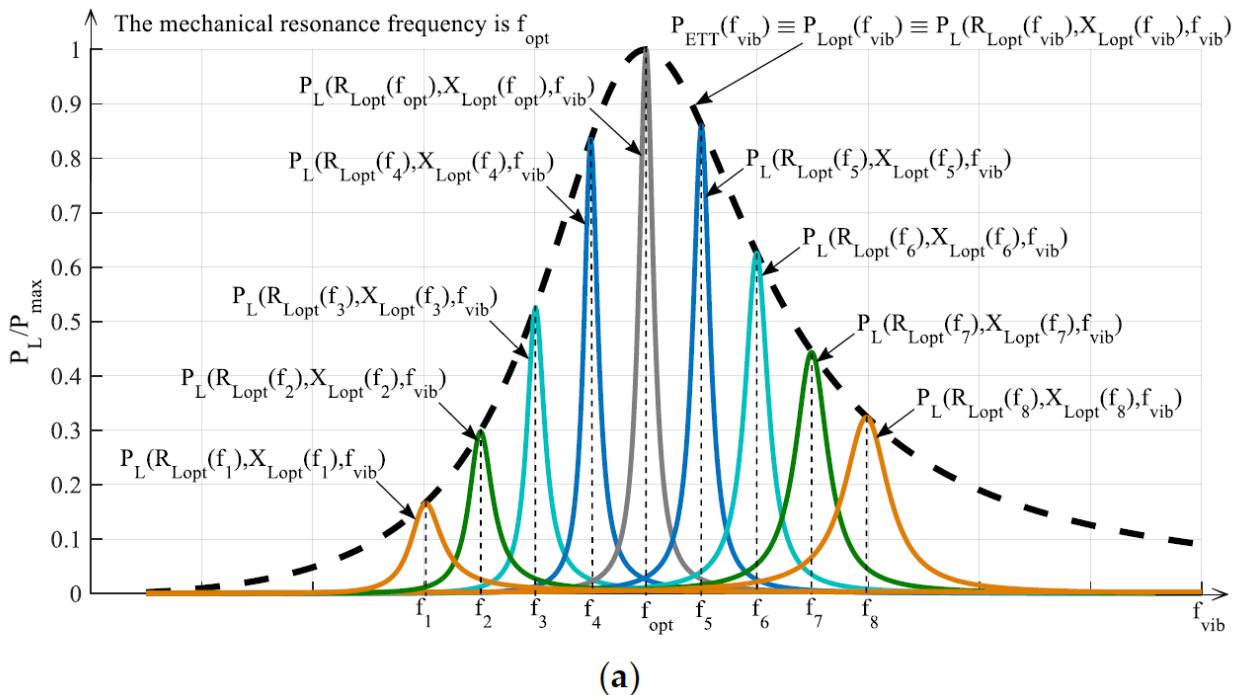 The mechanical resonance frequency is f_opt
P_ETT(f_vib) ≡ P_Lopt(f_vib) ≡ P_L(R_Lopt(f_vib),X_Lopt(f_vib),f_vib)
P_L(R_Lopt(f_opt),X_Lopt(f_opt),f_vib)
P_L(R_Lopt(f_4),X_Lopt(f_4),f_vib)
P_L(R_Lopt(f_5),X_Lopt(f_5),f_vib)
P_L(R_Lopt(f_6),X_Lopt(f_6),f_vib)
P_L(R_Lopt(f_3),X_Lopt(f_3),f_vib)
P_L(R_Lopt(f_7),X_Lopt(f_7),f_vib)
P_L(R_Lopt(f_2),X_Lopt(f_2),f_vib)
P_L(R_Lopt(f_8),X_Lopt(f_8),f_vib)
P_L(R_Lopt(f_1),X_Lopt(f_1),f_vib)
P_L/P_max
1
0.9
0.8
0.7
0.6
0.5
0.4
0.3
0.2
0.1
0
f_1 f_2 f_3 f_4 f_opt f_5 f_6 f_7 f_8 f_vib
(a)